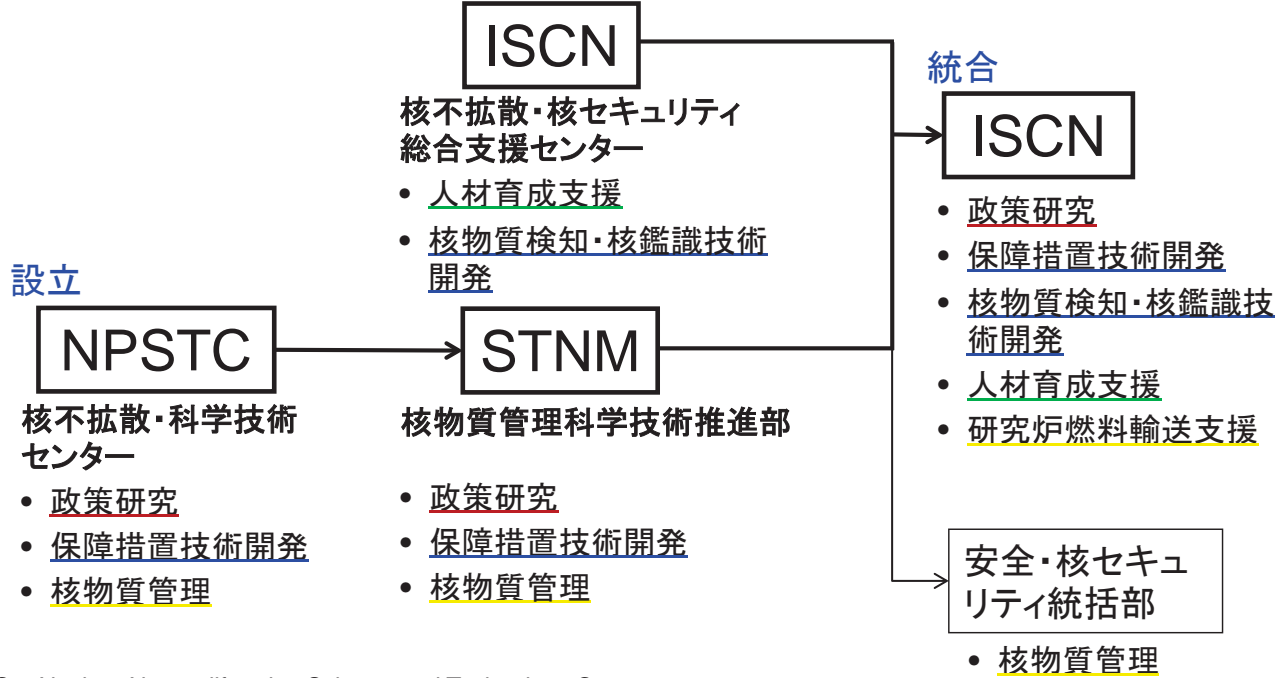 ISCN
核不拡散・核セキュリティ
総合支援センター
• 人材育成支援
• 核物質検知・核鑑識技術
開発
設立
NPSTC
核不拡散・科学技術
センター
• 政策研究
• 保障措置技術開発
• 核物質管理
STNM
核物質管理科学技術推進部
• 政策研究
• 保障措置技術開発
• 核物質管理
統合
ISCN
• 政策研究
• 保障措置技術開発
• 核物質検知・核鑑識技
術開発
• 人材育成支援
• 研究炉燃料輸送支援
安全・核セキュ
リティ統括部
• 核物質管理